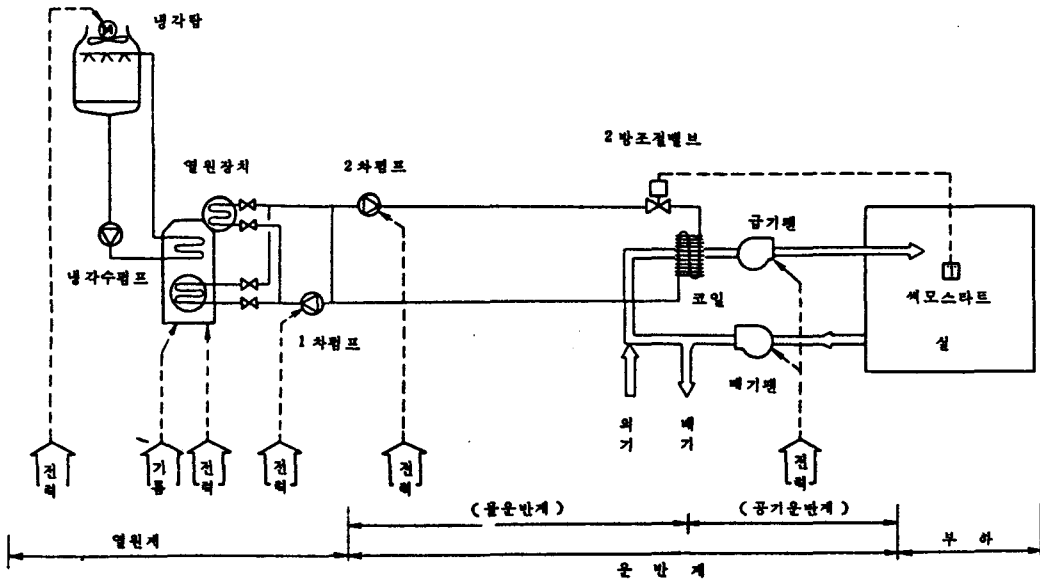 냉각탑
2방조절밸브
열원장치
2차펌프
급기팬
냉각수펌프
코일
써모스타트
1차펌프
실
배기팬
외기
배기
전력
기름
전력
전력
전력
전력
(물운반계)
(공기운반계)
열원계
부하
운반계